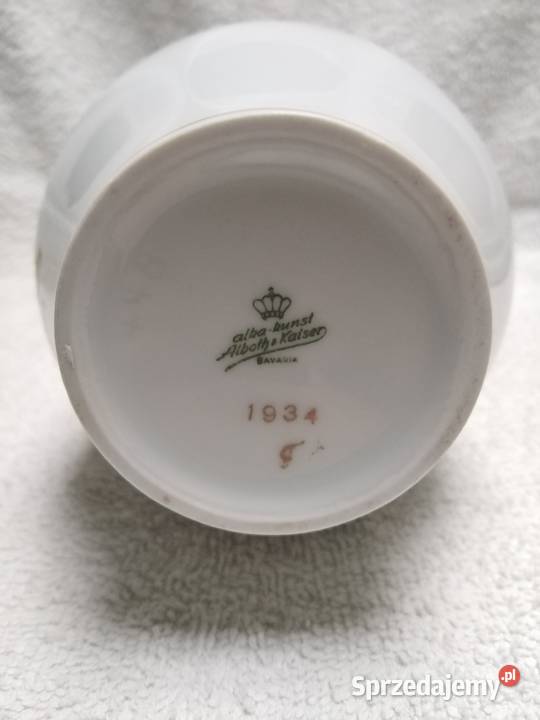 alba-kunst
Alboth & Kaiser
BAVARIA
1934
Sprzedajemy.pl